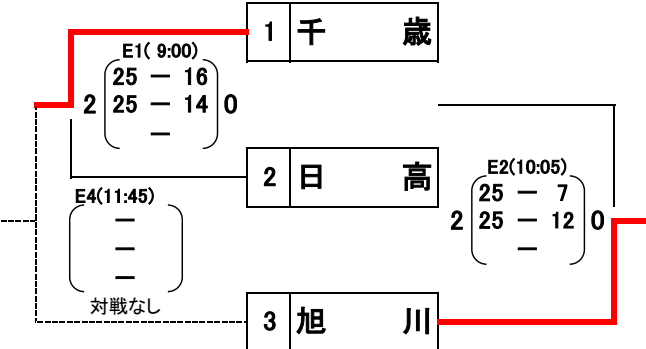 1 千 歳
E1( 9:00)
25 ー 16
2 25 ー 14 0
ー
2 日 高
E2(10:05)
25 ー 7
2 25 ー 12 0
ー
E4(11:45)
ー
ー
ー
対戦なし
3 旭 川